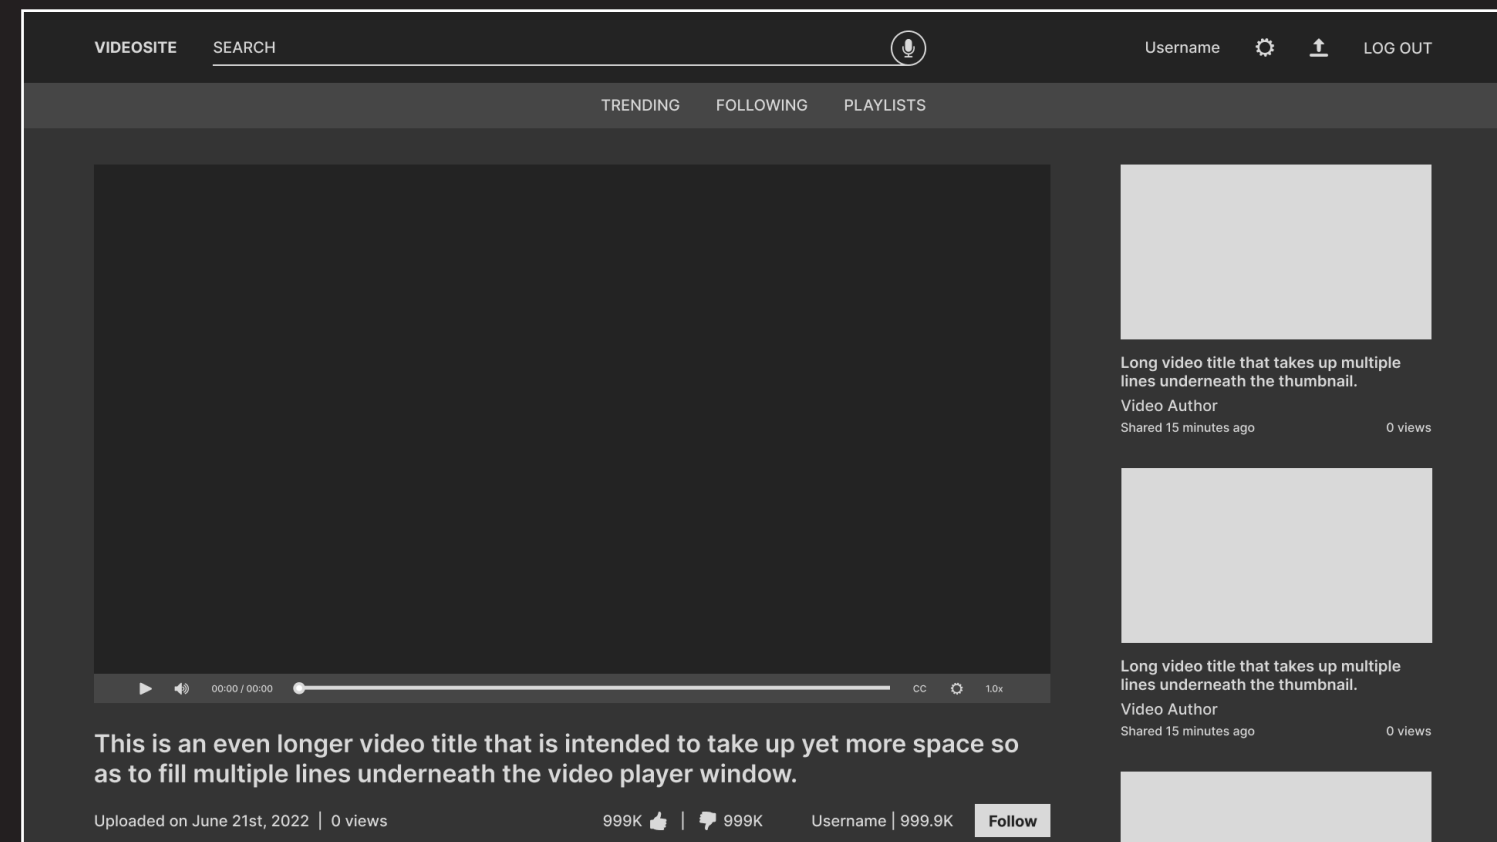 VIDEOSITE SEARCH Username LOG OUT
TRENDING FOLLOWING PLAYLISTS
00:00 / 00:00 CC 1.0x
This is an even longer video title that is intended to take up yet more space so
as to fill multiple lines underneath the video player window.
Uploaded on June 21st, 2022 | 0 views 999K | 999K Username | 999.9K Follow
Long video title that takes up multiple
lines underneath the thumbnail.
Video Author
Shared 15 minutes ago 0 views
Long video title that takes up multiple
lines underneath the thumbnail.
Video Author
Shared 15 minutes ago 0 views